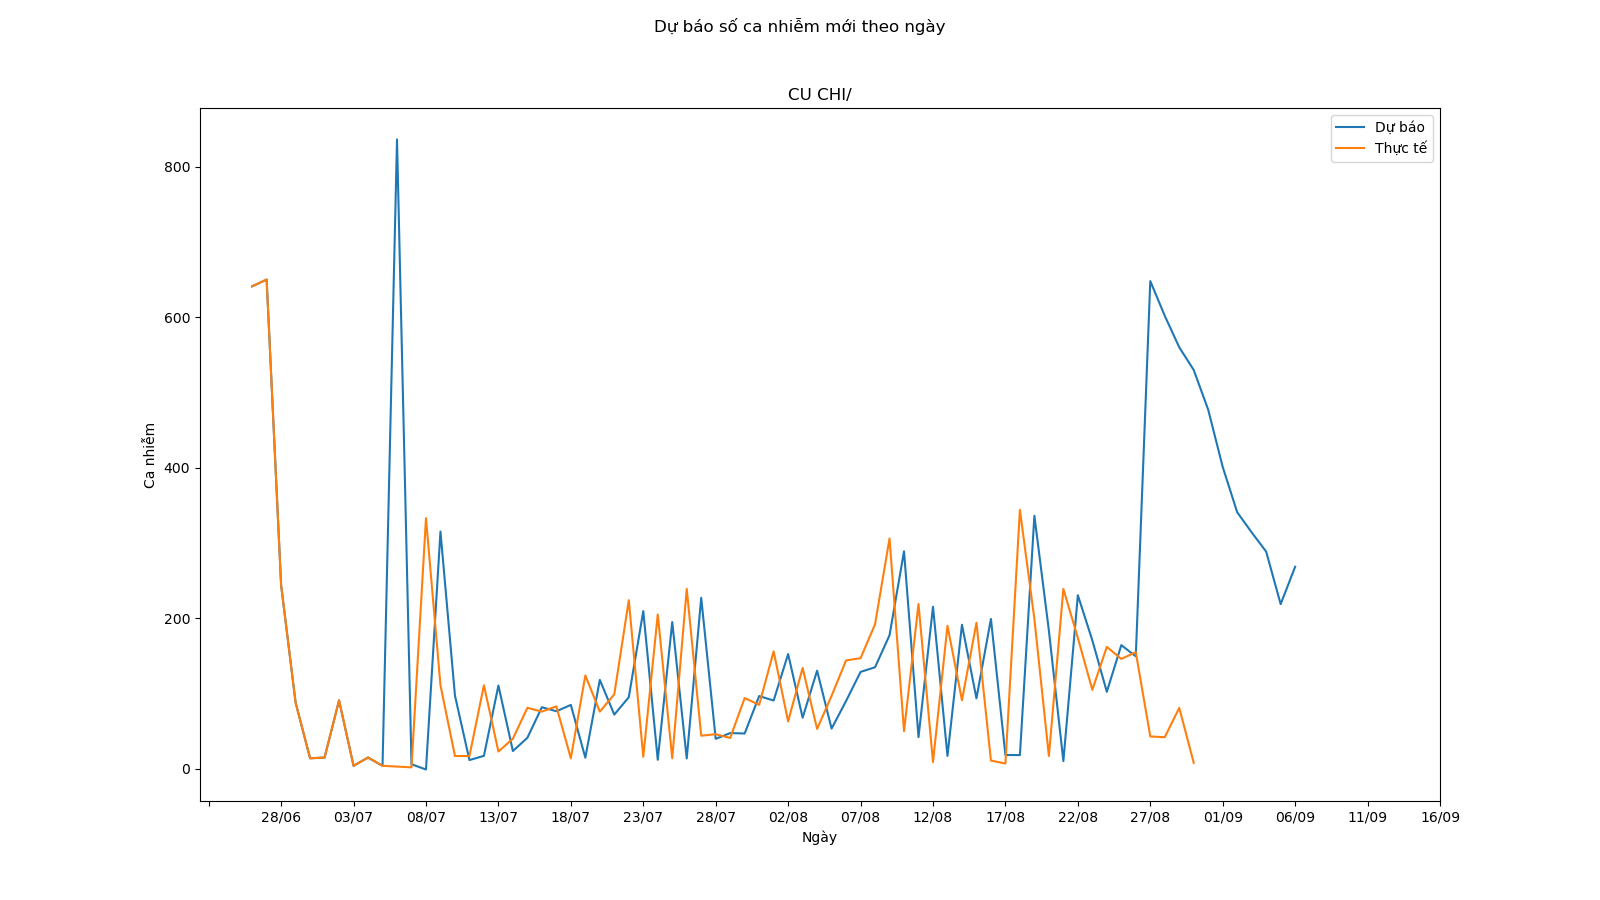 Dự báo số ca nhiễm mới theo ngày
CU CHI/
Dự báo
Thực tế
800
600
400
200
0
Ca nhiễm
28/06 03/07 08/07 13/07 18/07 23/07 28/07 02/08 07/08 12/08 17/08 22/08 27/08 01/09 06/09 11/09 16/09
Ngày